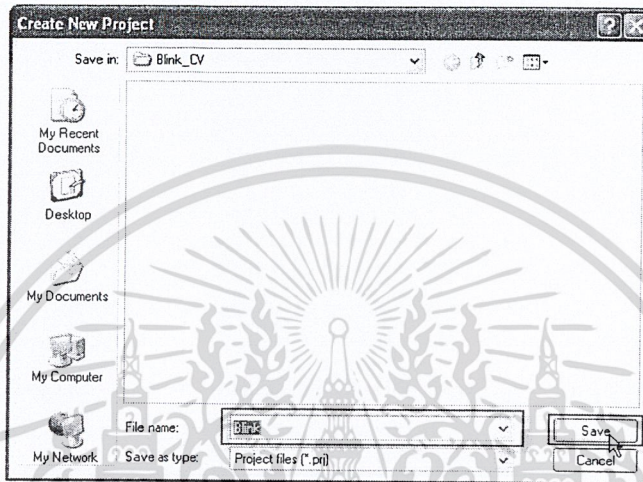 Create New Project
Save in:
Blink_CV
My Recent
Documents
Desktop
My Documents
My Computer
My Network
File name:
Blink
Save
Save as type:
Project files (*.prj)
Cancel